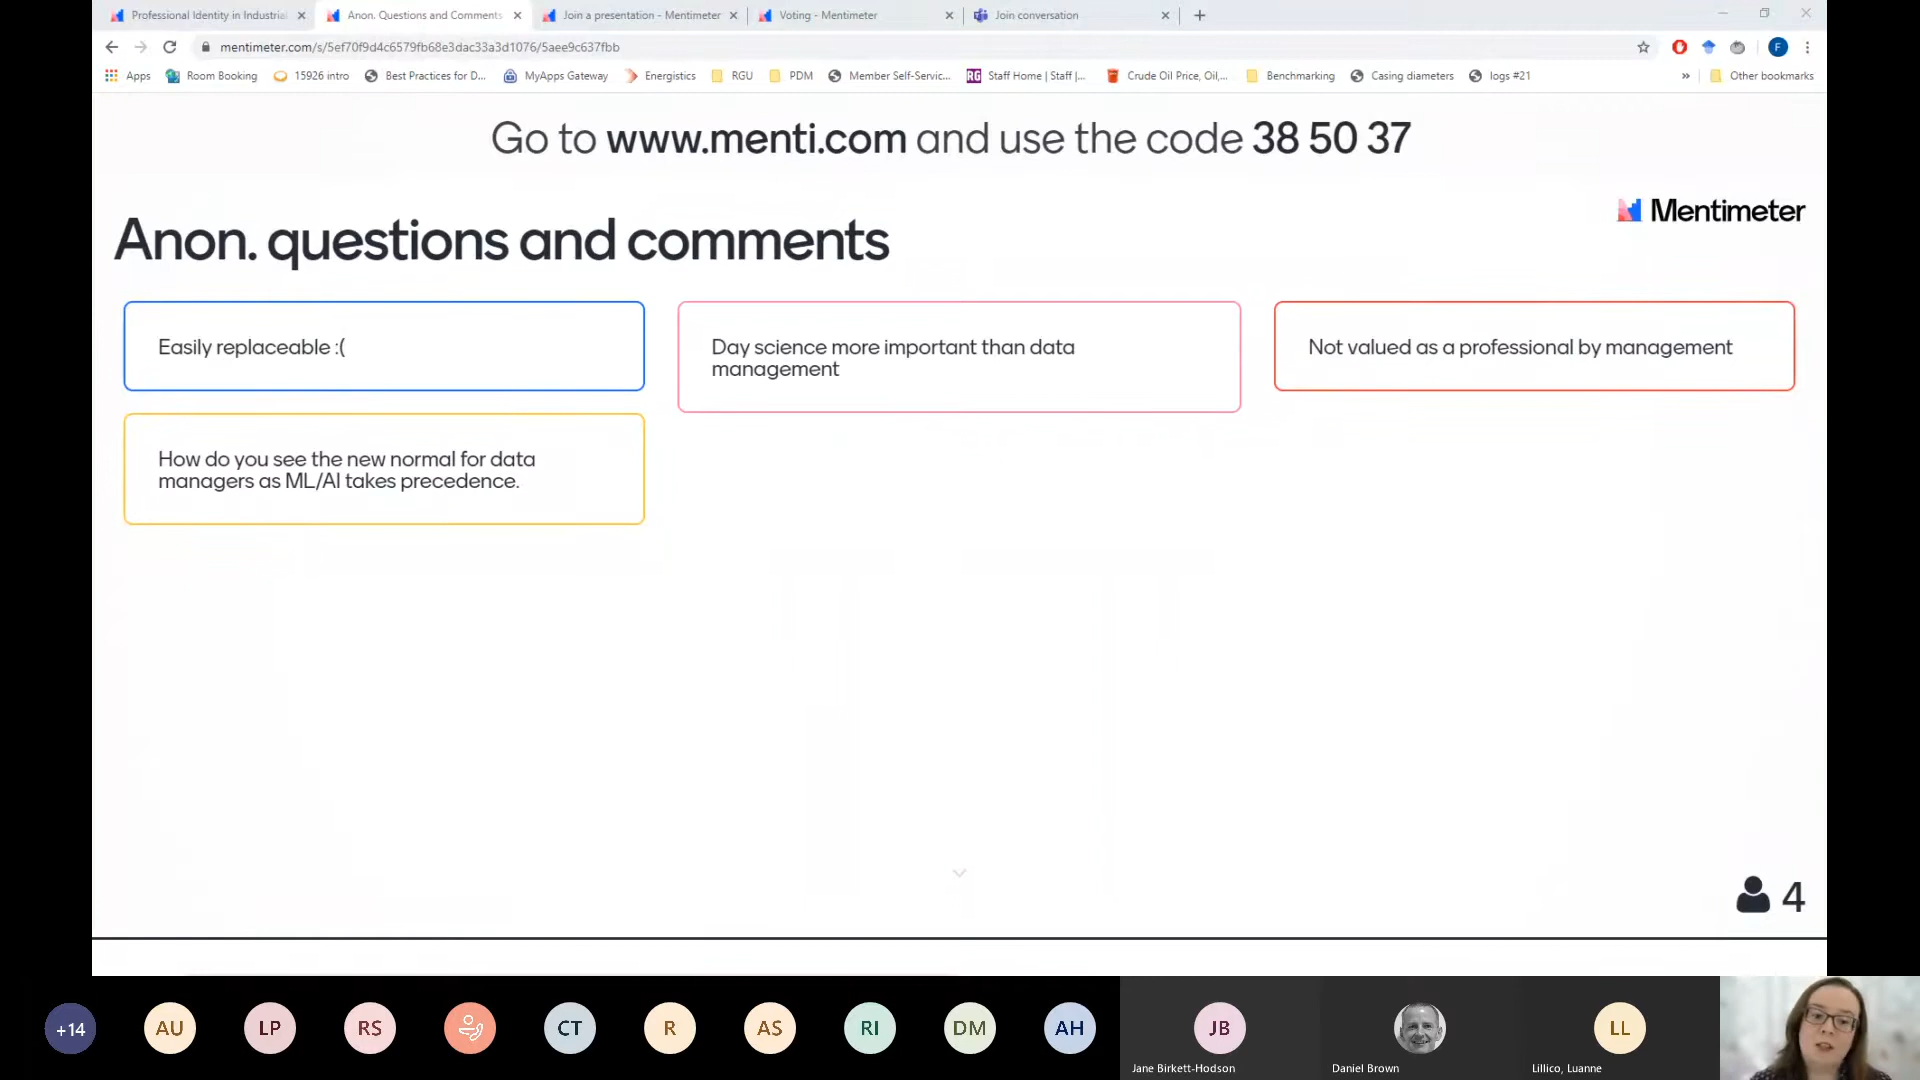 Professional Identity in Industria
Anon. Questions and Comments
Join a presentation - Mentimeter
Voting - Mentimeter
Join conversation
mentimeter.com/s/5ef70f9d4c6579fb68e3dac33a3d1076/5aee9c637fbb
F
Apps
Room Booking
15926 intro
Best Practices for D...
MyApps Gateway
Energistics
RGU
PDM
Member Self-Servic...
RG
Staff Home | Staff |...
Crude Oil Price, Oil,...
Benchmarking
Casing diameters
logs #21
»
Other bookmarks
Go to www.menti.com and use the code 38 50 37
Mentimeter
Anon. questions and comments
Easily replaceable :(
Day science more important than data
management
Not valued as a professional by management
How do you see the new normal for data
managers as ML/AI takes precedence.
4
+14
AU
LP
RS
CT
R
AS
RI
DM
AH
JB
LL
Jane Birkett-Hodson
Daniel Brown
Lillico, Luanne